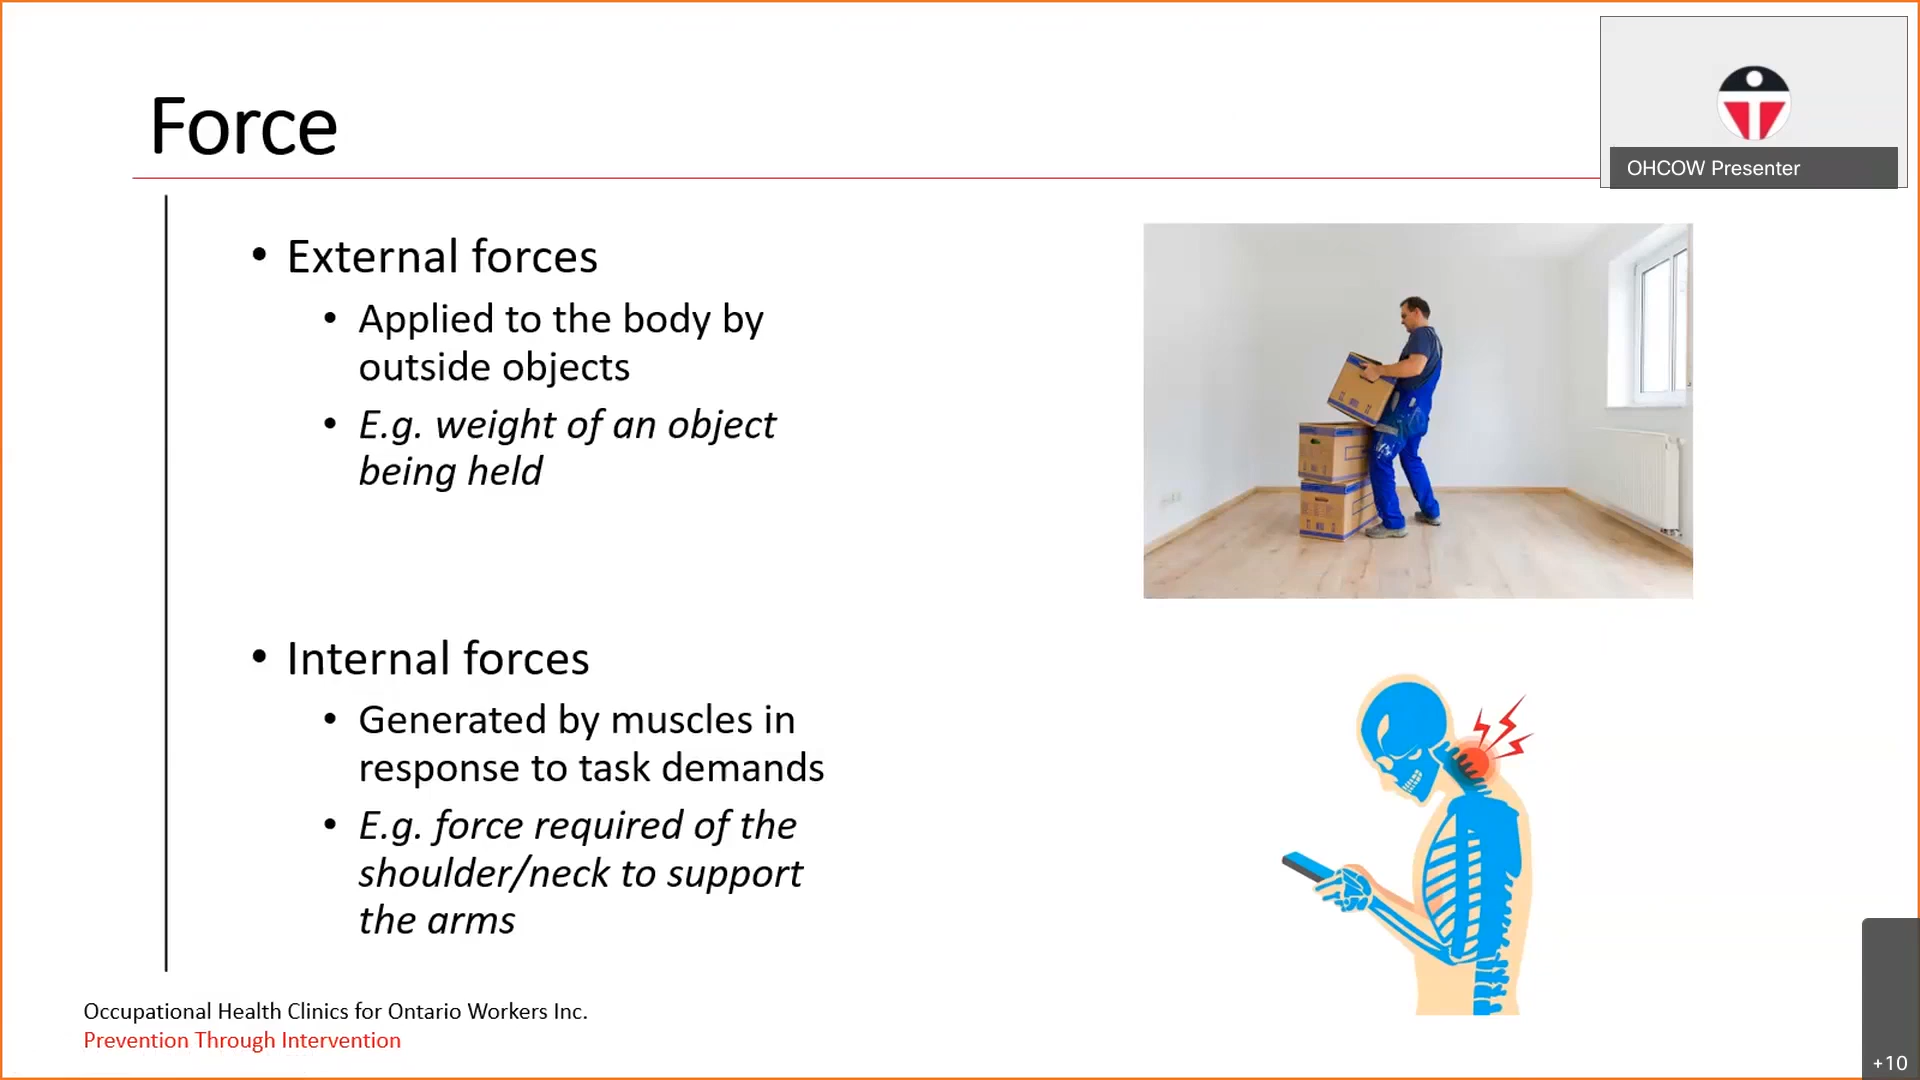 Force
OHCOW Presenter
• External forces
• Applied to the body by
outside objects
• E.g. weight of an object
being held
• Internal forces
• Generated by muscles in
response to task demands
• E.g. force required of the
shoulder/neck to support
the arms
Occupational Health Clinics for Ontario Workers Inc.
Prevention Through Intervention
+10